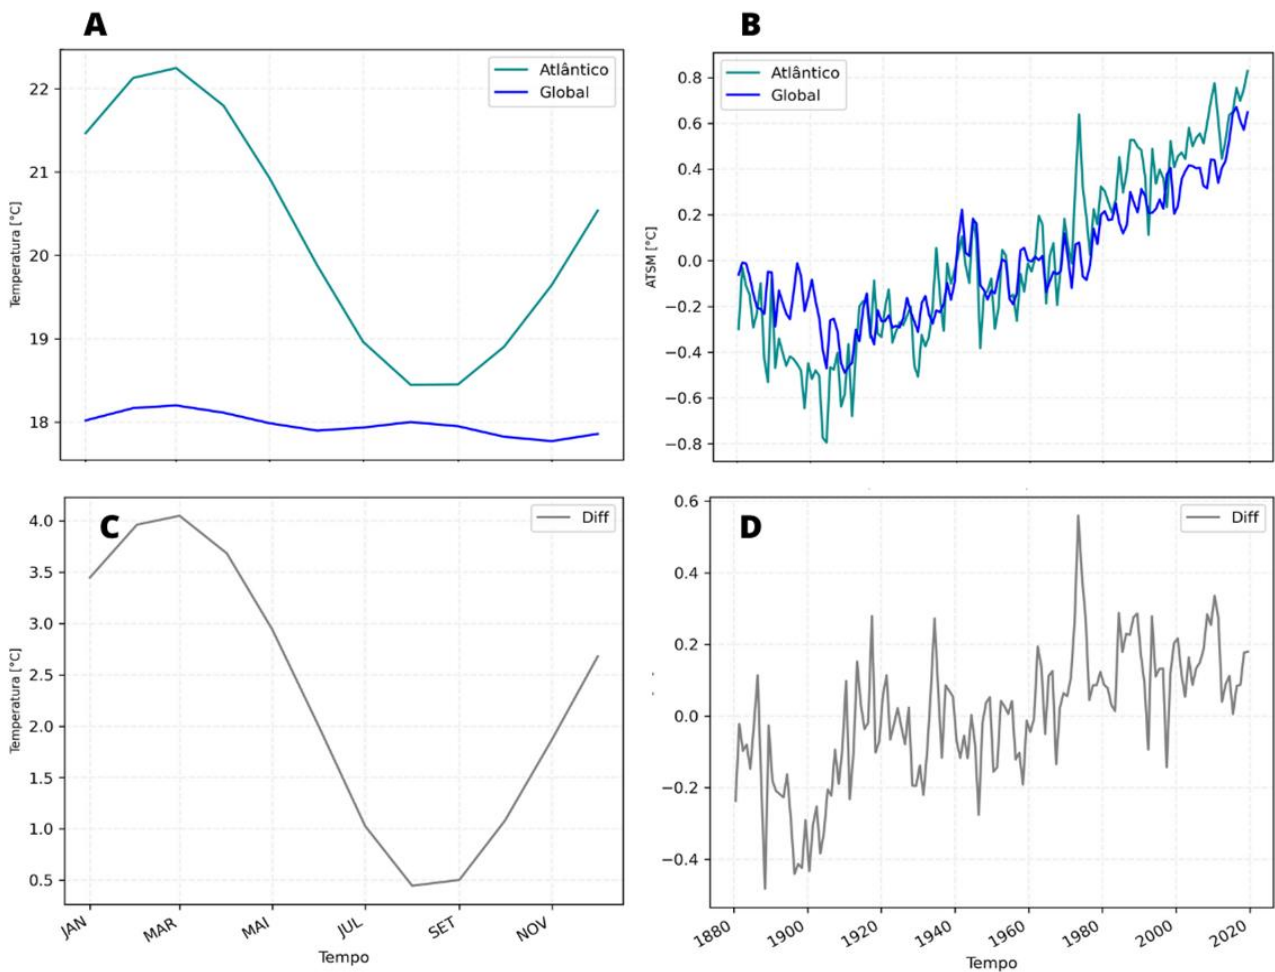 A
Atlântico
Global
Temperatura [°C]
22
21
20
19
18
B
Atlântico
Global
ATSM [°C]
0.8
0.6
0.4
0.2
0.0
−0.2
−0.4
−0.6
−0.8
C
Diff
Temperatura [°C]
4.0
3.5
3.0
2.5
2.0
1.5
1.0
0.5
JAN
MAR
MAI
JUL
SET
NOV
Tempo
D
Diff
0.6
0.4
0.2
0.0
−0.2
−0.4
1880
1900
1920
1940
1960
1980
2000
2020
Tempo